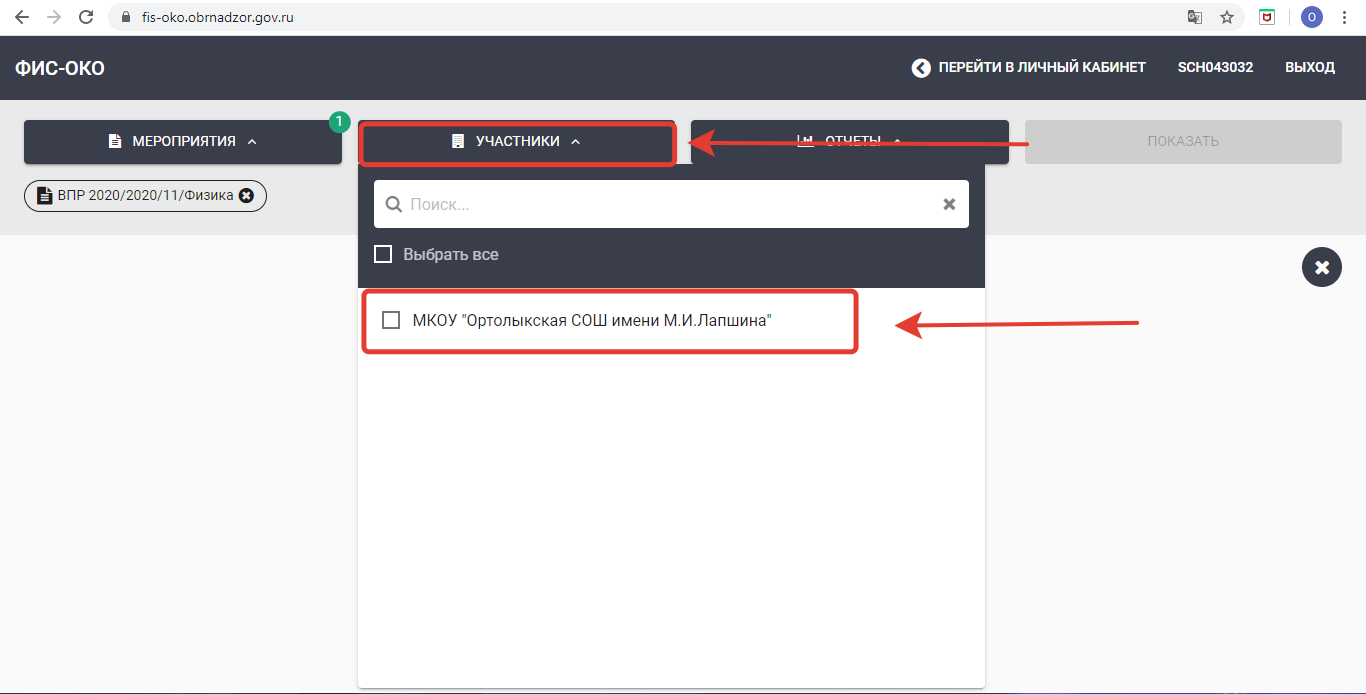 fis-oko.obrnadzor.gov.ru
О
ФИС-ОКО
ПЕРЕЙТИ В ЛИЧНЫЙ КАБИНЕТ
SCH043032
ВЫХОД
МЕРОПРИЯТИЯ
1
УЧАСТНИКИ
ОТЧЕТЫ
ПОКАЗАТЬ
ВПР 2020/2020/11/Физика
Поиск...
Выбрать все
МКОУ "Ортолыкская СОШ имени М.И.Лапшина"